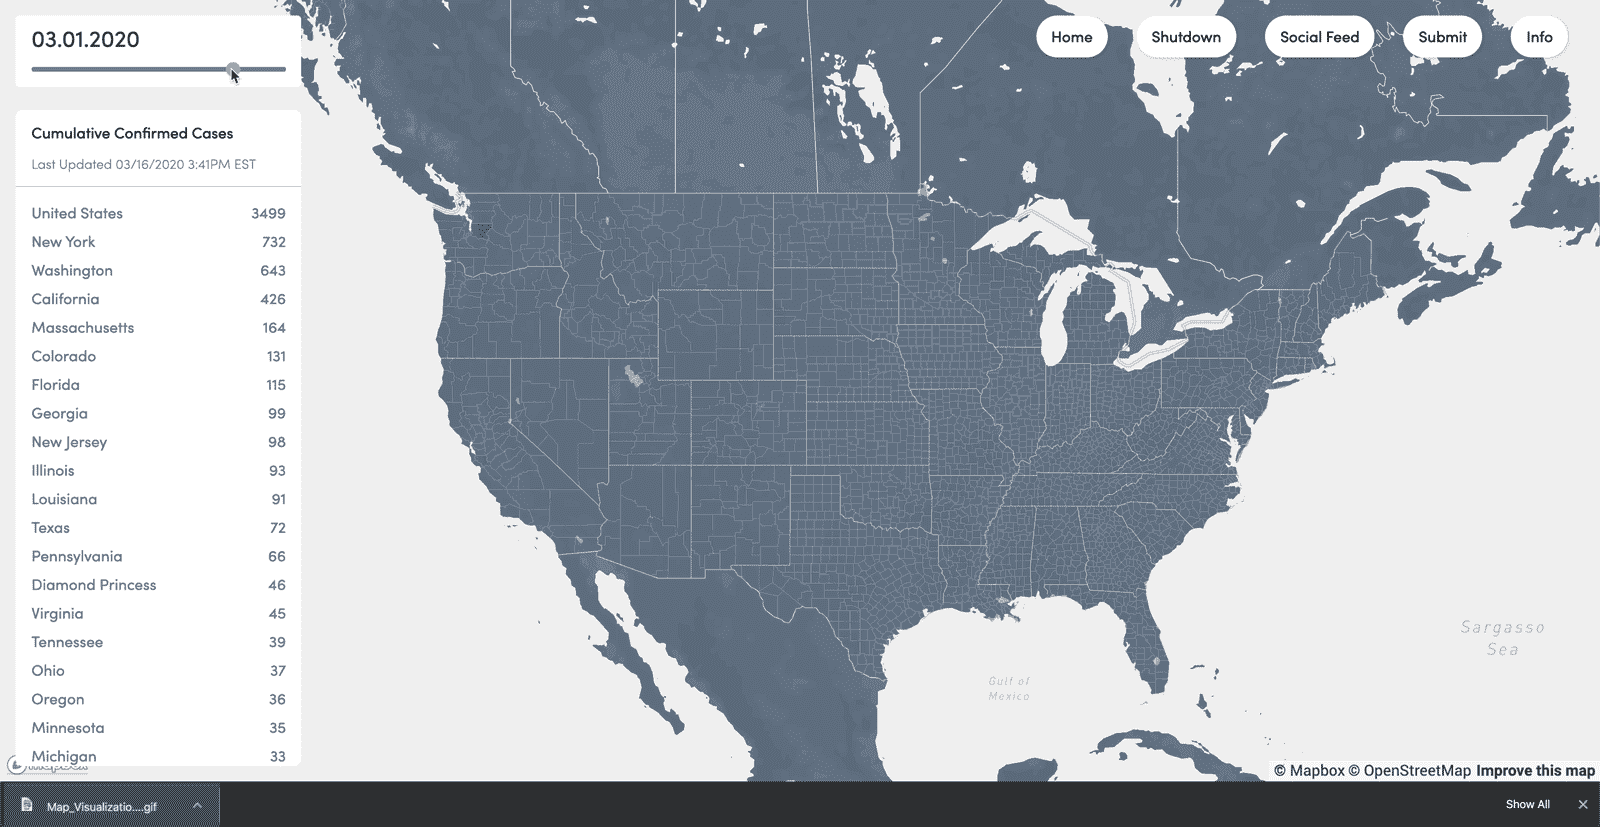 03.01.2020
Home
Shutdown
Social Feed
Submit
Info
Cumulative Confirmed Cases
Last Updated 03/16/2020 3:41PM EST
United States 3499
New York 732
Washington 643
California 426
Massachusetts 164
Colorado 131
Florida 115
Georgia 99
New Jersey 98
Illinois 93
Louisiana 91
Texas 72
Pennsylvania 66
Diamond Princess 46
Virginia 45
Tennessee 39
Ohio 37
Oregon 36
Minnesota 35
Michigan 33
Sargasso
Sea
Gulf of
Mexico
© Mapbox © OpenStreetMap Improve this map
Map_Visualizatio....gif
Show All